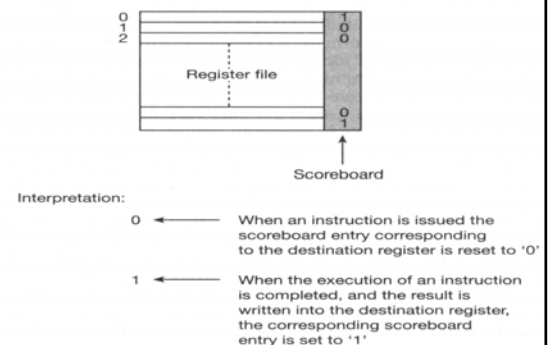 0 1
1 0
2 0
Register file
0
1
Scoreboard
Interpretation:
0 When an instruction is issued the
scoreboard entry corresponding
to the destination register is reset to '0'
1 When the execution of an instruction
is completed, and the result is
written into the destination register,
the corresponding scoreboard
entry is set to '1'